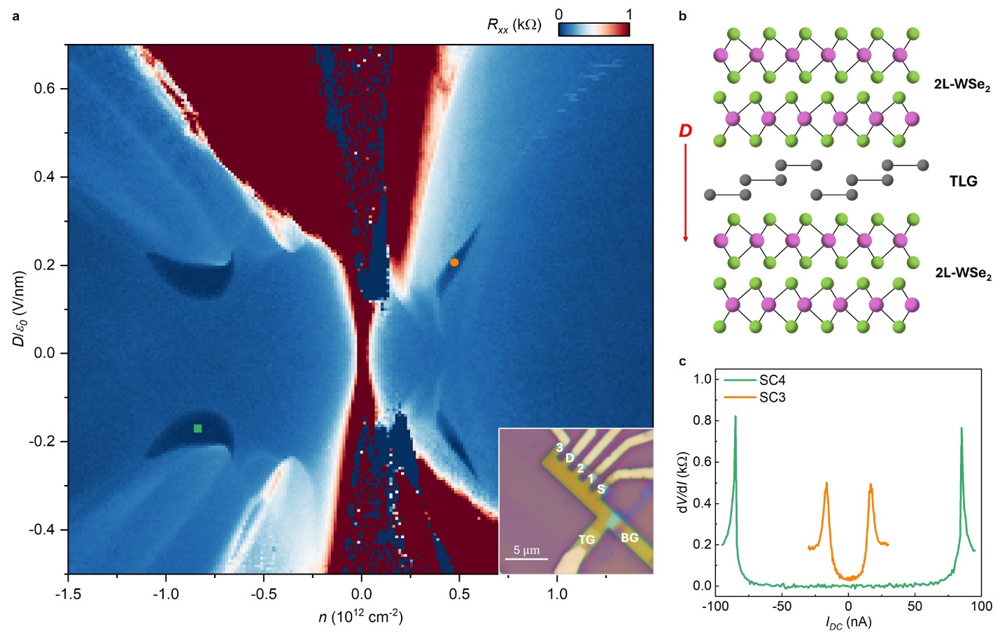 a
R_xx (kΩ)
0
1
D/ε_0 (V/nm)
0.6
0.4
0.2
0.0
-0.2
-0.4
-1.5
-1.0
-0.5
0.0
0.5
1.0
n (10^12 cm^-2)
3
D
2
1
S
TG
BG
5 μm
b
2L-WSe₂
D
TLG
2L-WSe₂
c
SC4
SC3
dV/dI (kΩ)
1.0
0.8
0.6
0.4
0.2
0.0
-100
-50
0
50
100
I_DC (nA)